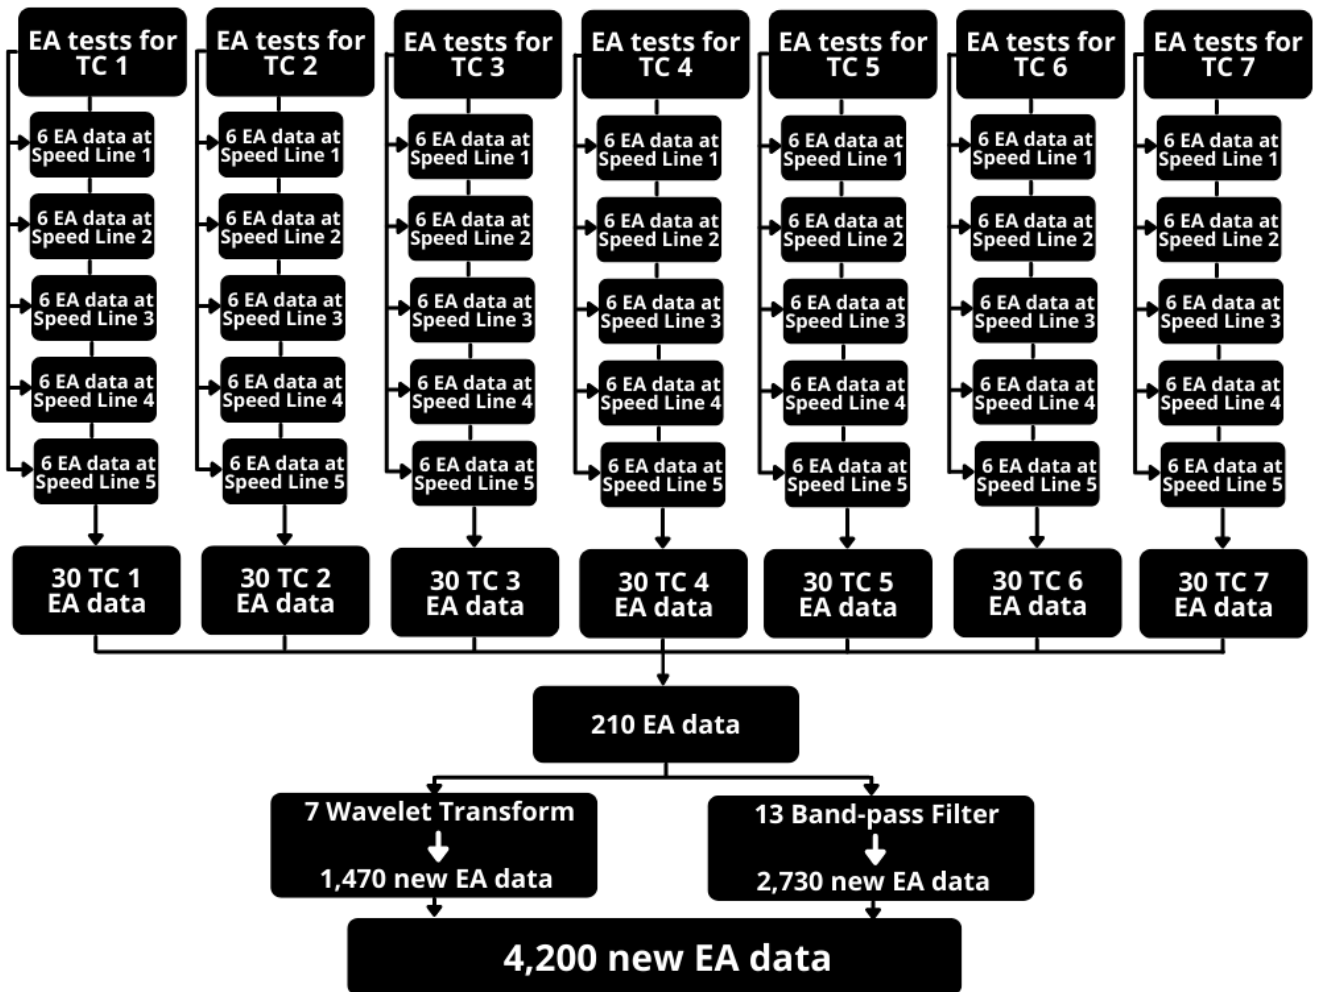 EA tests for
TC 1
EA tests for
TC 2
EA tests for
TC 3
EA tests for
TC 4
EA tests for
TC 5
EA tests for
TC 6
EA tests for
TC 7
6 EA data at
Speed Line 1
6 EA data at
Speed Line 1
6 EA data at
Speed Line 1
6 EA data at
Speed Line 1
6 EA data at
Speed Line 1
6 EA data at
Speed Line 1
6 EA data at
Speed Line 1
6 EA data at
Speed Line 2
6 EA data at
Speed Line 2
6 EA data at
Speed Line 2
6 EA data at
Speed Line 2
6 EA data at
Speed Line 2
6 EA data at
Speed Line 2
6 EA data at
Speed Line 2
6 EA data at
Speed Line 3
6 EA data at
Speed Line 3
6 EA data at
Speed Line 3
6 EA data at
Speed Line 3
6 EA data at
Speed Line 3
6 EA data at
Speed Line 3
6 EA data at
Speed Line 3
6 EA data at
Speed Line 4
6 EA data at
Speed Line 4
6 EA data at
Speed Line 4
6 EA data at
Speed Line 4
6 EA data at
Speed Line 4
6 EA data at
Speed Line 4
6 EA data at
Speed Line 4
6 EA data at
Speed Line 5
6 EA data at
Speed Line 5
6 EA data at
Speed Line 5
6 EA data at
Speed Line 5
6 EA data at
Speed Line 5
6 EA data at
Speed Line 5
6 EA data at
Speed Line 5
30 TC 1
EA data
30 TC 2
EA data
30 TC 3
EA data
30 TC 4
EA data
30 TC 5
EA data
30 TC 6
EA data
30 TC 7
EA data
210 EA data
7 Wavelet Transform
1,470 new EA data
13 Band-pass Filter
2,730 new EA data
4,200 new EA data